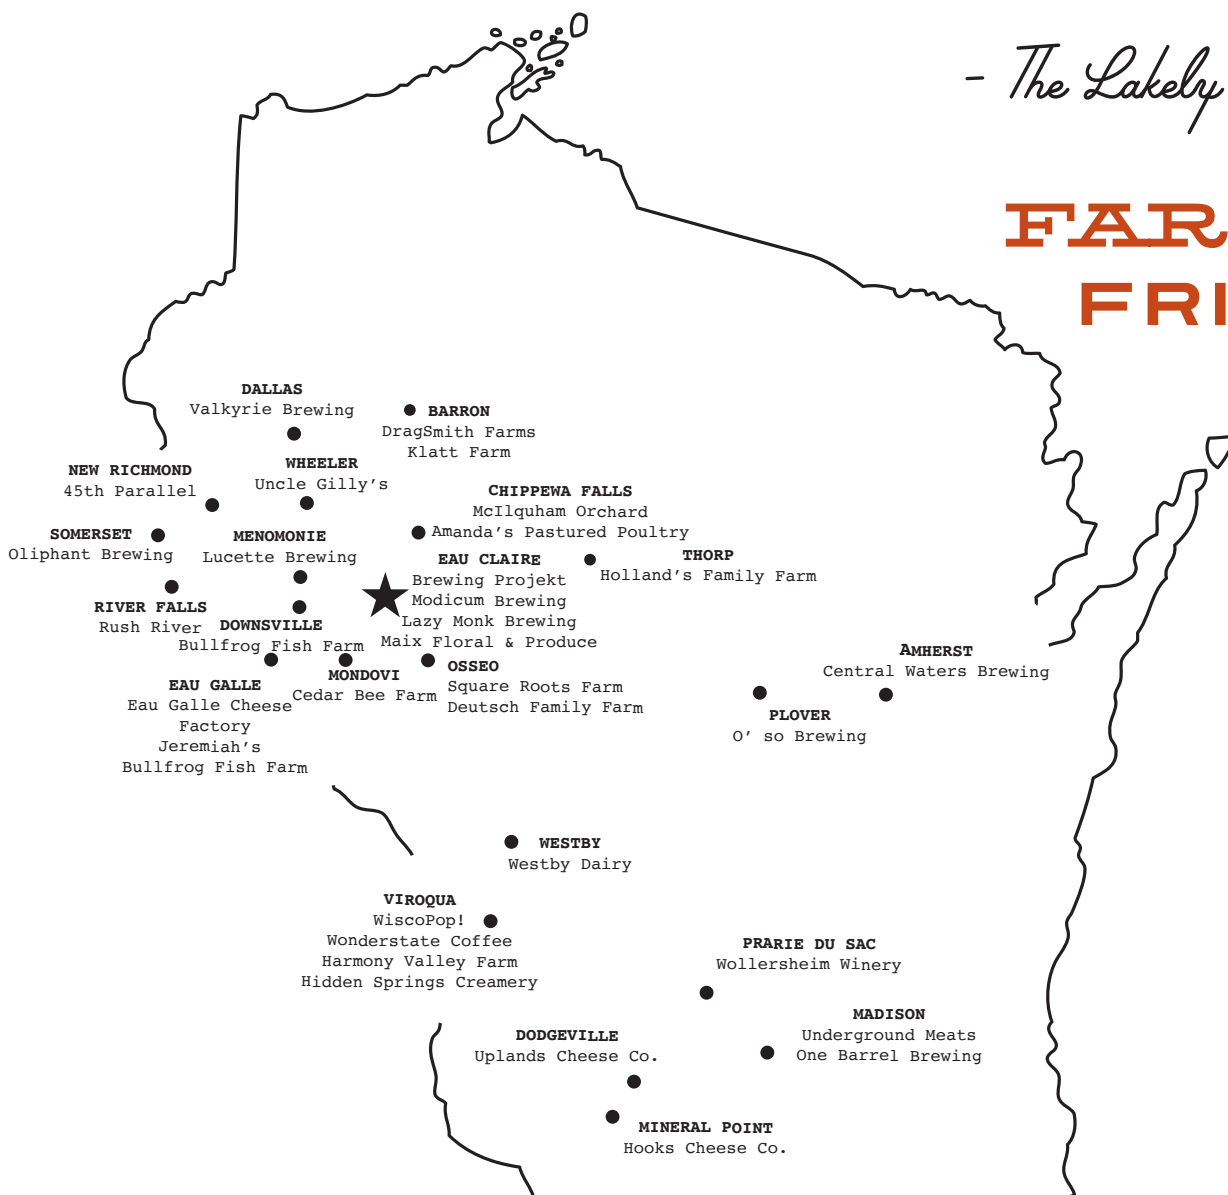 - The Lakely
FAR
FRI
DALLAS
Valkyrie Brewing
BARRON
DragSmith Farms
Klatt Farm
NEW RICHMOND
45th Parallel
WHEELER
Uncle Gilly's
CHIPPEWA FALLS
McIlquham Orchard
Amanda's Pastured Poultry
SOMERSET
Oliphant Brewing
MENOMONIE
Lucette Brewing
EAU CLAIRE
Brewing Projekt
Modicum Brewing
Lazy Monk Brewing
Maix Floral & Produce
THORP
Holland's Family Farm
RIVER FALLS
Rush River
DOWNSVILLE
Bullfrog Fish Farm
EAU GALLE
Eau Galle Cheese
Factory
Jeremiah's
Bullfrog Fish Farm
MONDOVI
Cedar Bee Farm
OSSEO
Square Roots Farm
Deutsch Family Farm
AMHERST
Central Waters Brewing
PLOVER
O' so Brewing
WESTBY
Westby Dairy
VIROQUA
WiscoPop!
Wonderstate Coffee
Harmony Valley Farm
Hidden Springs Creamery
PRARIE DU SAC
Wollersheim Winery
MADISON
Underground Meats
One Barrel Brewing
DODGEVILLE
Uplands Cheese Co.
MINERAL POINT
Hooks Cheese Co.